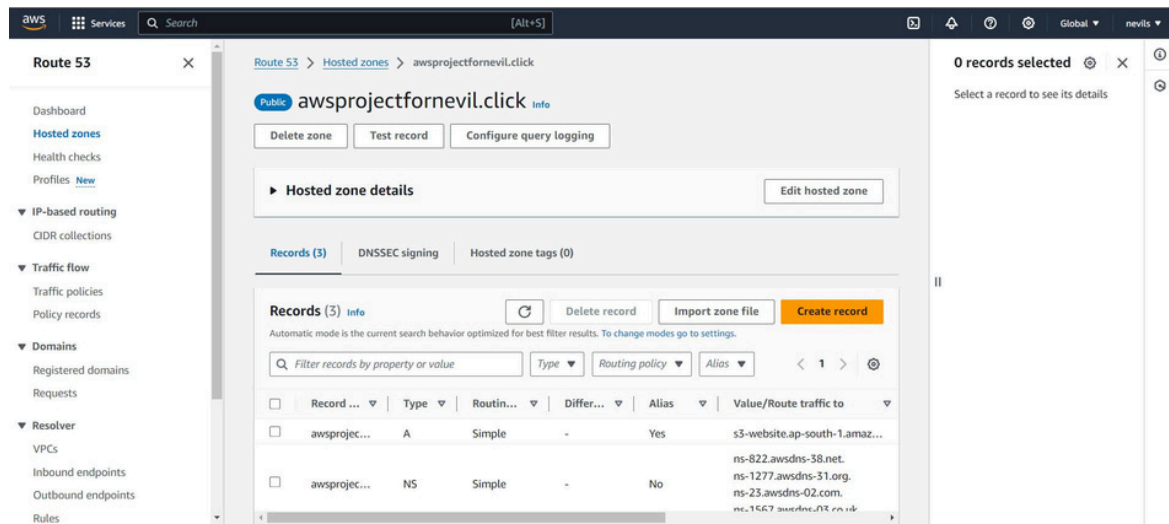 aws Services Search [Alt+S] Global nevils
Route 53
Dashboard
Hosted zones
Health checks
Profiles New
IP-based routing
CIDR collections
Traffic flow
Traffic policies
Policy records
Domains
Registered domains
Requests
Resolver
VPCs
Inbound endpoints
Outbound endpoints
Rules
Route 53 > Hosted zones > awsprojectfornevil.click
Public awsprojectfornevil.click Info
Delete zone Test record Configure query logging
Hosted zone details Edit hosted zone
Records (3) DNSSEC signing Hosted zone tags (0)
Records (3) Info Delete record Import zone file Create record
Automatic mode is the current search behavior optimized for best filter results. To change modes go to settings.
Filter records by property or value Type Routing policy Alias 1
Record ... Type Routin... Differ... Alias Value/Route traffic to
awsprojec... A Simple - Yes s3-website.ap-south-1.amaz...
awsprojec... NS Simple - No
ns-822.awsdns-38.net.
ns-1277.awsdns-31.org.
ns-23.awsdns-02.com.
ns-1567.awsdns-03.co.uk
0 records selected
Select a record to see its details